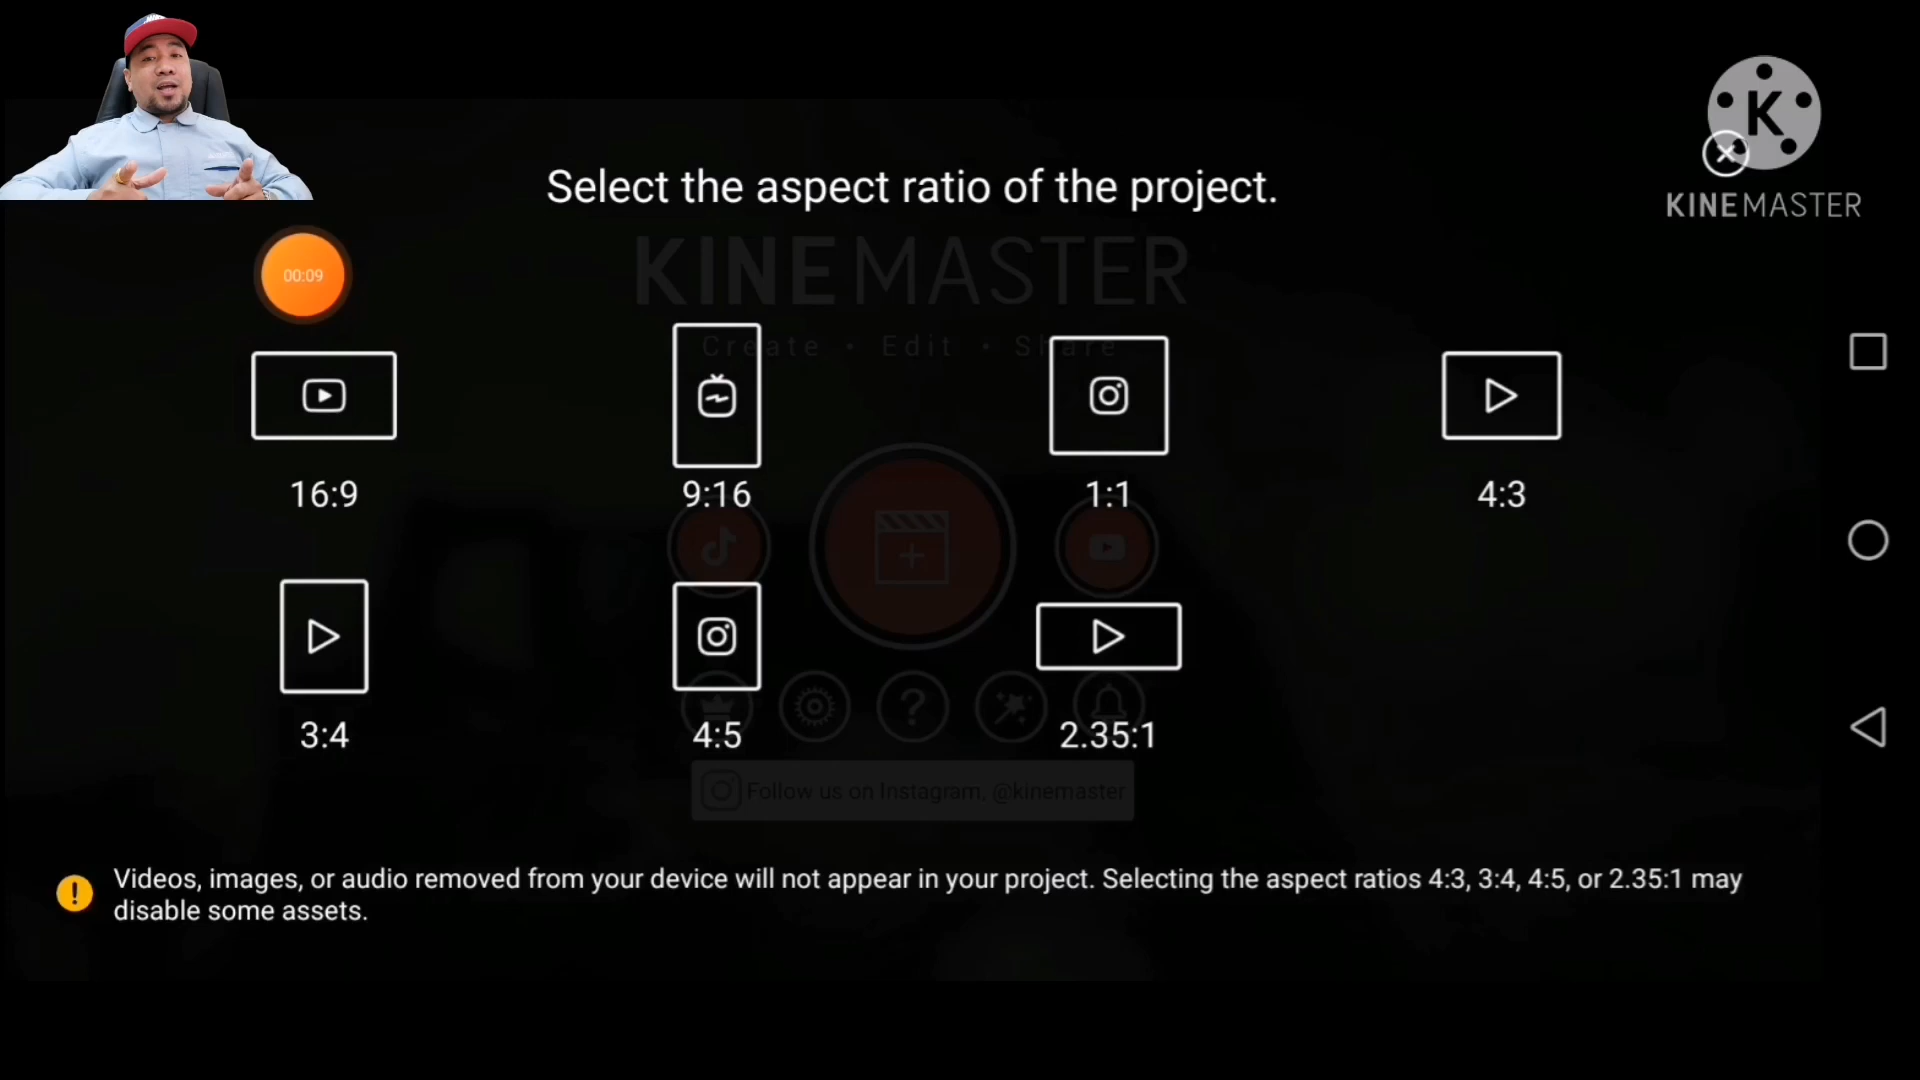 K
KINEMASTER
Select the aspect ratio of the project.
KINEMASTER
00:09
Create • Edit • Share
16:9
9:16
1:1
4:3
3:4
4:5
2.35:1
Follow us on Instagram, @kinemaster
Videos, images, or audio removed from your device will not appear in your project. Selecting the aspect ratios 4:3, 3:4, 4:5, or 2.35:1 may
disable some assets.